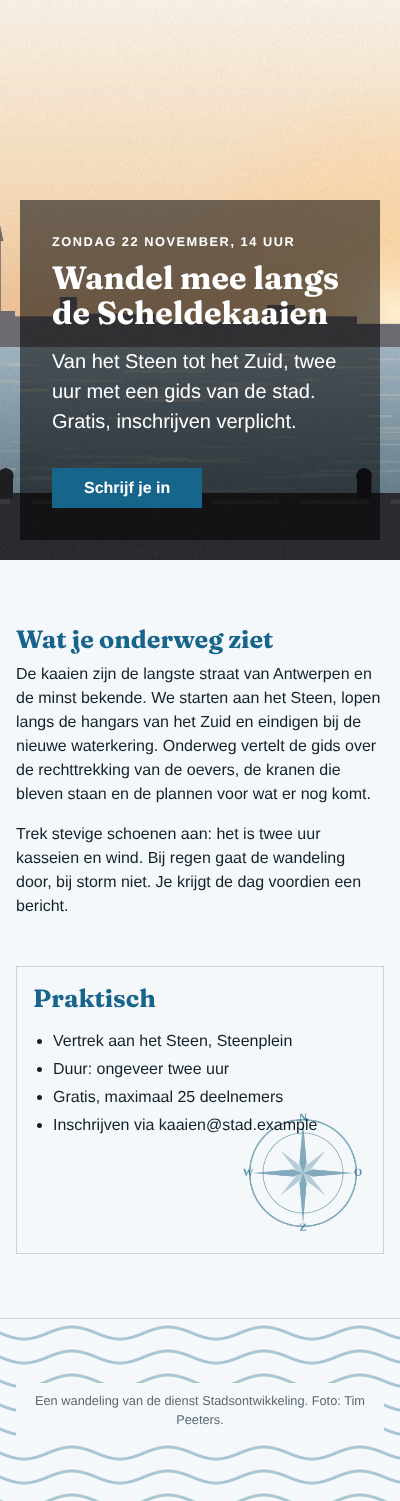 ZONDAG 22 NOVEMBER, 14 UUR
Wandel mee langs
de Scheldekaaien
Van het Steen tot het Zuid, twee
uur met een gids van de stad.
Gratis, inschrijven verplicht.
Schrijf je in
Wat je onderweg ziet
De kaaien zijn de langste straat van Antwerpen en
de minst bekende. We starten aan het Steen, lopen
langs de hangars van het Zuid en eindigen bij de
nieuwe waterkering. Onderweg vertelt de gids over
de rechttrekking van de oevers, de kranen die
bleven staan en de plannen voor wat er nog komt.
Trek stevige schoenen aan: het is twee uur
kasseien en wind. Bij regen gaat de wandeling
door, bij storm niet. Je krijgt de dag voordien een
bericht.
Praktisch
Vertrek aan het Steen, Steenplein
Duur: ongeveer twee uur
Gratis, maximaal 25 deelnemers
Inschrijven via kaaien@stad.example
N
W
O
Z
Een wandeling van de dienst Stadsontwikkeling. Foto: Tim
Peeters.